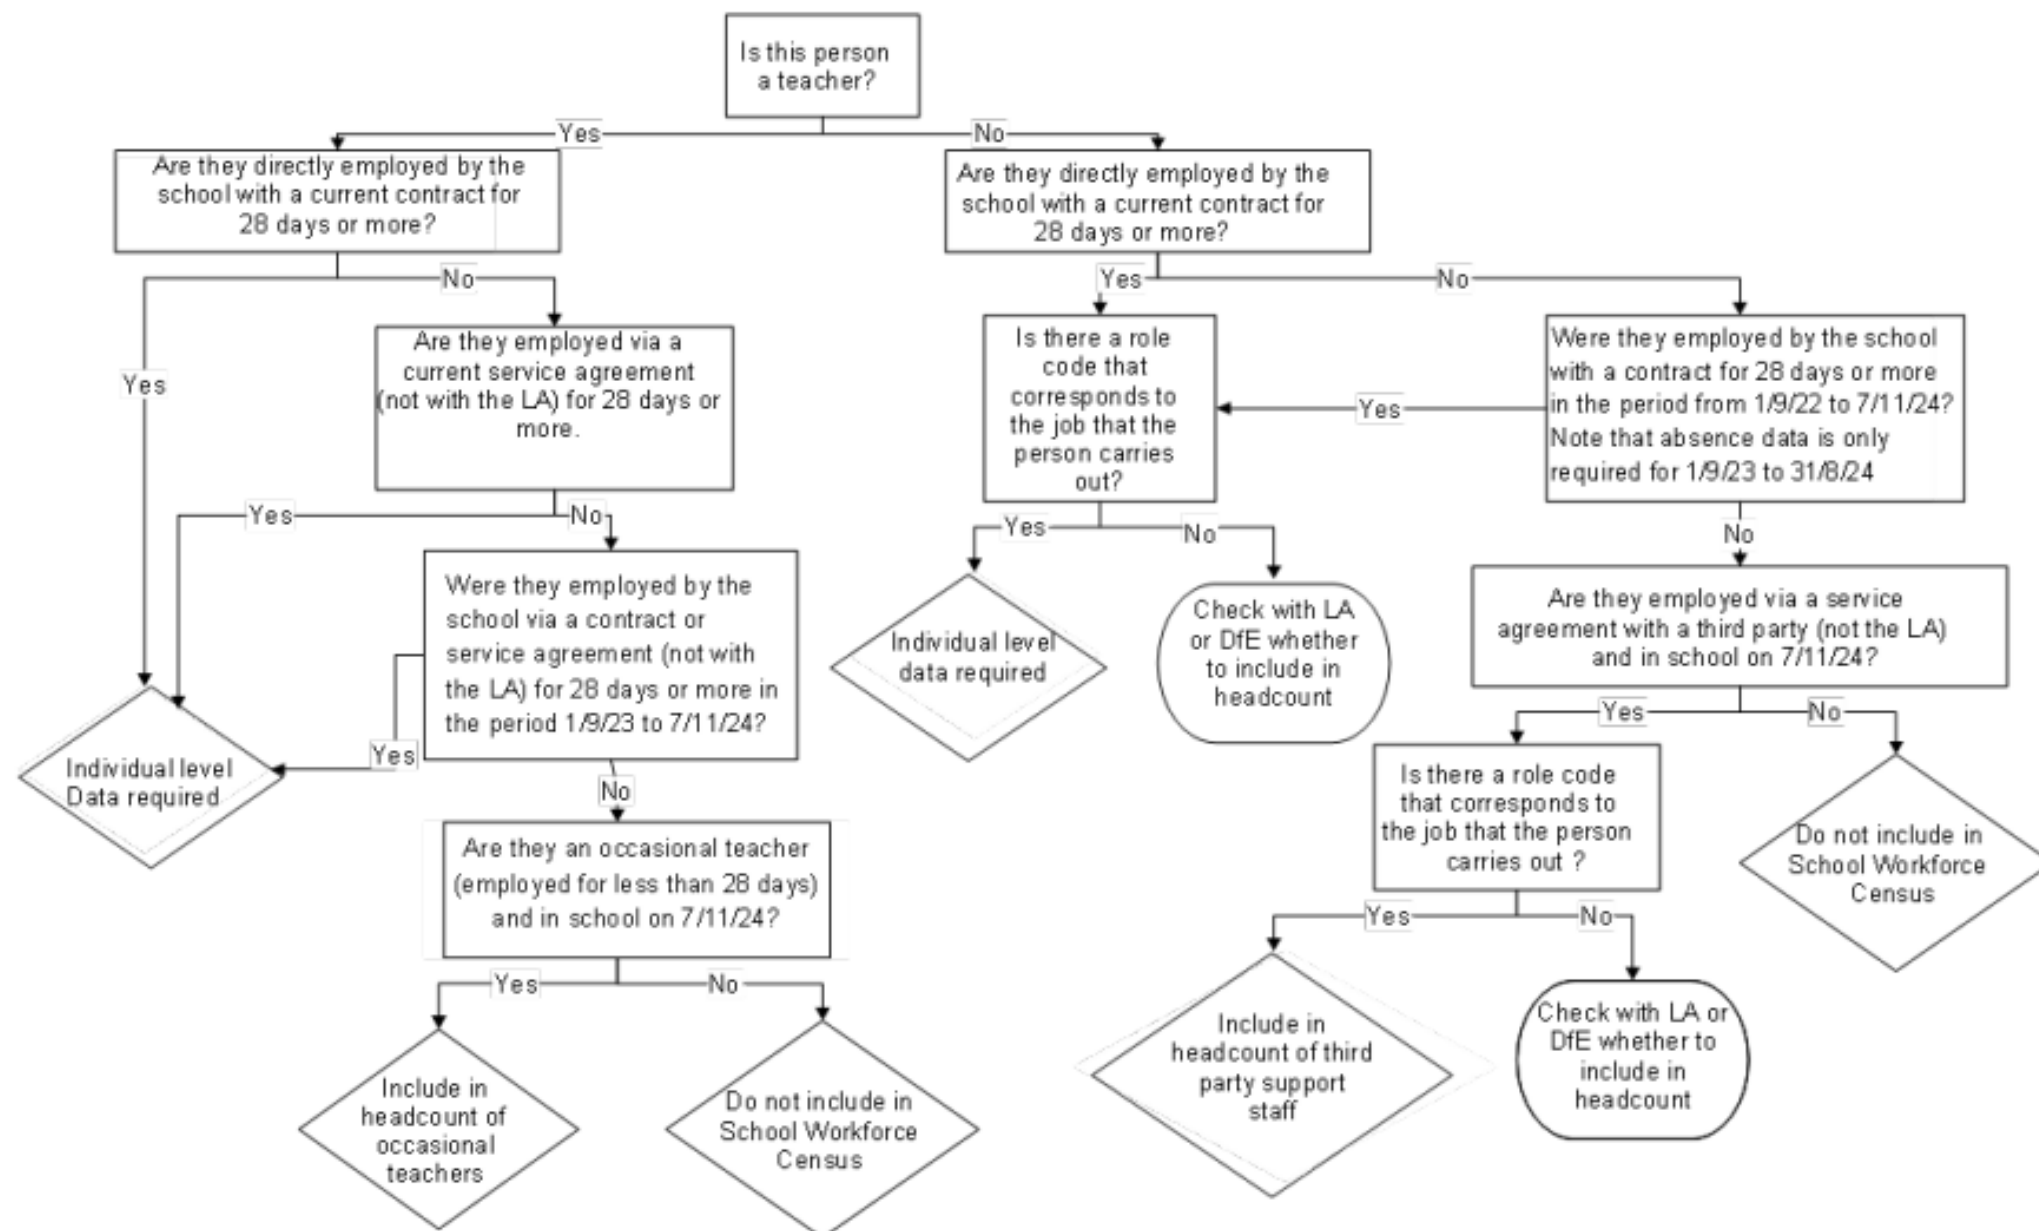 Is this person
a teacher?
Yes
No
Are they directly employed by the
school with a current contract for
28 days or more?
Are they directly employed by the
school with a current contract for
28 days or more?
No
Yes
No
Yes
Are they employed via a
current service agreement
(not with the LA) for 28 days or
more.
Is there a role
code that
corresponds to
the job that the
person carries
out?
Yes
Were they employed by the school
with a contract for 28 days or more
in the period from 1/9/22 to 7/11/24?
Note that absence data is only
required for 1/9/23 to 31/8/24
Yes
No
Yes
No
No
Were they employed by the
school via a contract or
service agreement (not with
the LA) for 28 days or more in
the period 1/9/23 to 7/11/24?
Individual level
data required
Check with LA
or DfE whether
to include in
headcount
Are they employed via a service
agreement with a third party (not the LA)
and in school on 7/11/24?
Yes
No
Yes
Individual level
Data required
No
Is there a role code
that corresponds to
the job that the person
carries out ?
Do not include in
School Workforce
Census
Are they an occasional teacher
(employed for less than 28 days)
and in school on 7/11/24?
Yes
No
Yes
No
Include in
headcount of
occasional
teachers
Do not include in
School Workforce
Census
Include in
headcount of third
party support
staff
Check with LA or
DfE whether to
include in
headcount